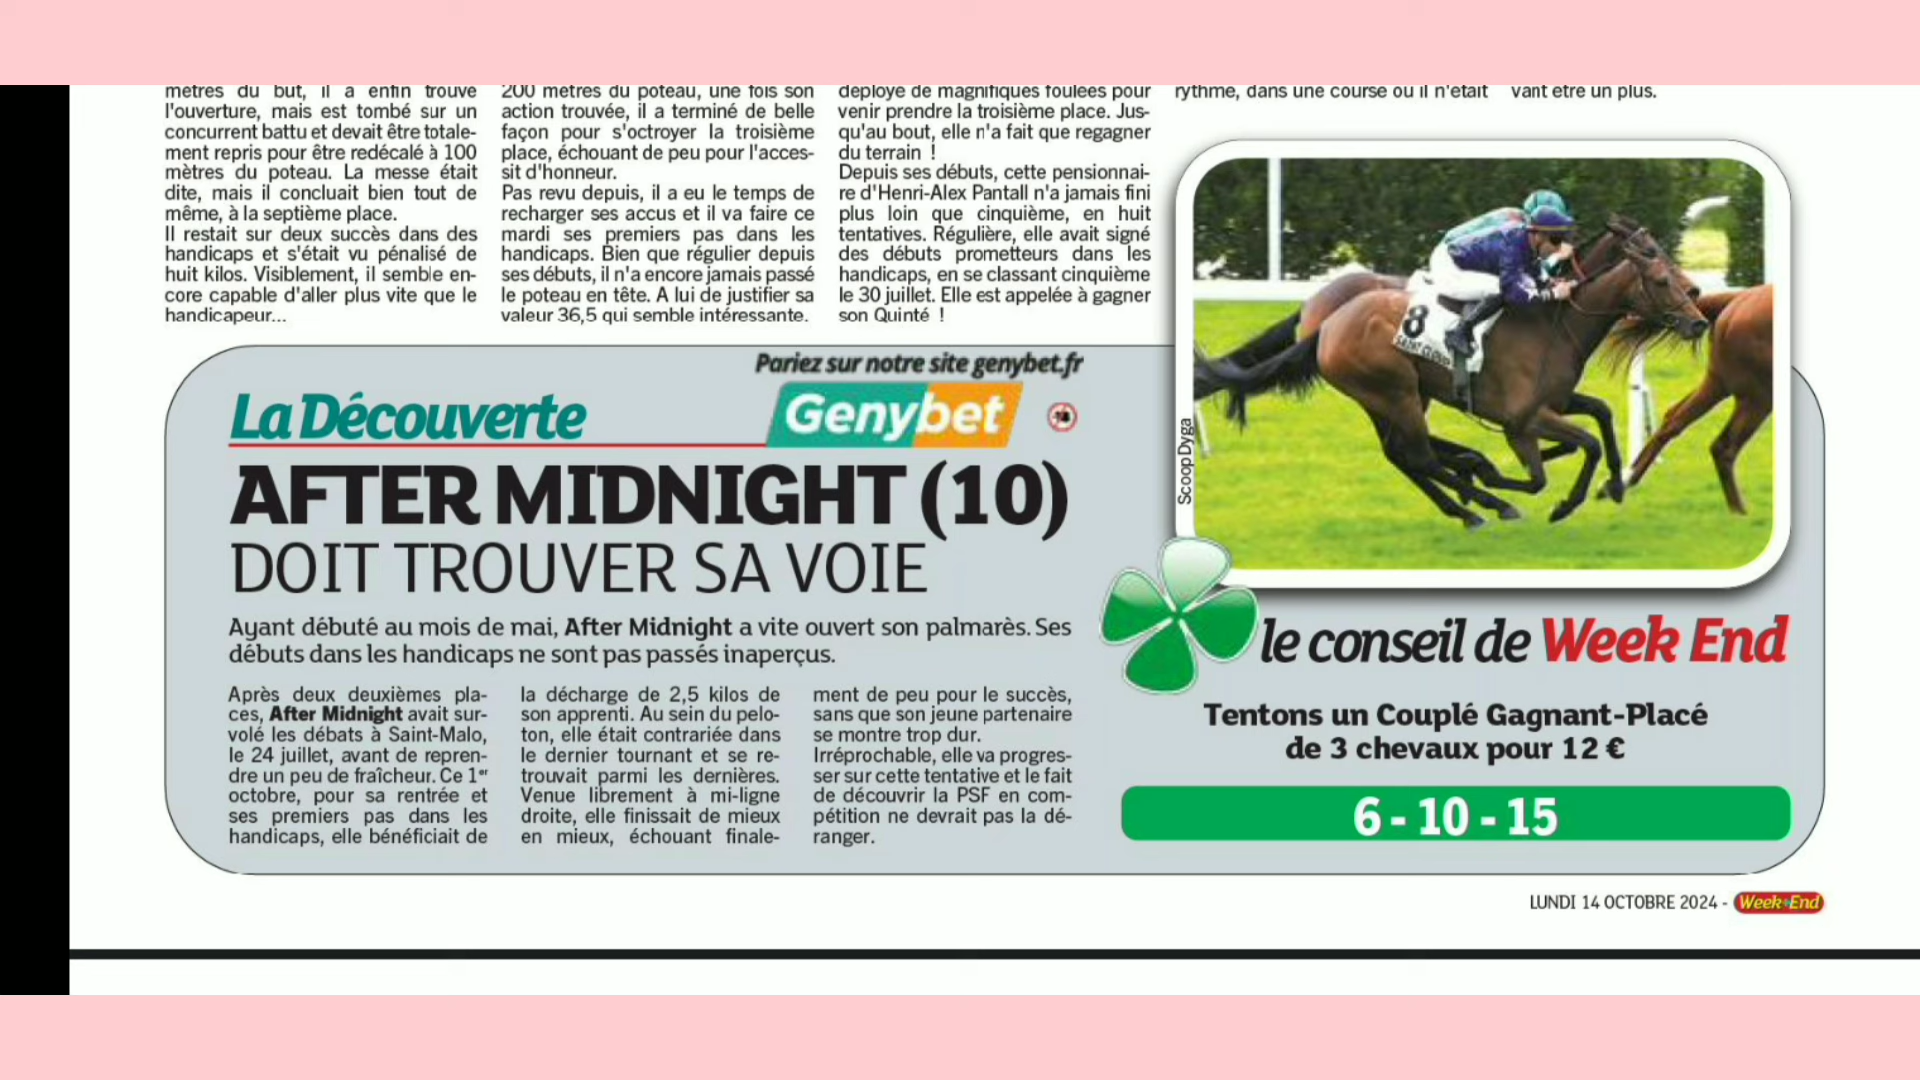 mètres du but, il a enfin trouvé
l'ouverture, mais est tombé sur un
concurrent battu et devait être totale-
ment repris pour être redécalé à 100
mètres du poteau. La messe était
dite, mais il concluait bien tout de
même, à la septième place.
Il restait sur deux succès dans des
handicaps et s'était vu pénalisé de
huit kilos. Visiblement, il semble en-
core capable d'aller plus vite que le
handicapeur...
200 mètres du poteau, une fois son
action trouvée, il a terminé de belle
façon pour s'octroyer la troisième
place, échouant de peu pour l'acces-
sit d'honneur.
Pas revu depuis, il a eu le temps de
recharger ses accus et il va faire ce
mardi ses premiers pas dans les
handicaps. Bien que régulier depuis
ses débuts, il n'a encore jamais passé
le poteau en tête. A lui de justifier sa
valeur 36,5 qui semble intéressante.
déployé de magnifiques foulées pour
venir prendre la troisième place. Jus-
qu'au bout, elle n'a fait que regagner
du terrain !
Depuis ses débuts, cette pensionnai-
re d'Henri-Alex Pantall n'a jamais fini
plus loin que cinquième, en huit
tentatives. Régulière, elle avait signé
des débuts prometteurs dans les
handicaps, en se classant cinquième
le 30 juillet. Elle est appelée à gagner
son Quinté !
rythme, dans une course où il n'était
vant être un plus.
8
SAINT CLOUD
ScoopDyga
Pariez sur notre site genybet.fr
La Découverte
Genybet
AFTER MIDNIGHT (10)
DOIT TROUVER SA VOIE
Ayant débuté au mois de mai, After Midnight a vite ouvert son palmarès. Ses
débuts dans les handicaps ne sont pas passés inaperçus.
Après deux deuxièmes pla-
ces, After Midnight avait sur-
volé les débats à Saint-Malo,
le 24 juillet, avant de repren-
dre un peu de fraîcheur. Ce 1er
octobre, pour sa rentrée et
ses premiers pas dans les
handicaps, elle bénéficiait de
la décharge de 2,5 kilos de
son apprenti. Au sein du pelo-
ton, elle était contrariée dans
le dernier tournant et se re-
trouvait parmi les dernières.
Venue librement à mi-ligne
droite, elle finissait de mieux
en mieux, échouant finale-
ment de peu pour le succès,
sans que son jeune partenaire
se montre trop dur.
Irréprochable, elle va progres-
ser sur cette tentative et le fait
de découvrir la PSF en com-
pétition ne devrait pas la dé-
ranger.
le conseil de Week End
Tentons un Couplé Gagnant-Placé
de 3 chevaux pour 12 €
6 - 10 - 15
LUNDI 14 OCTOBRE 2024 - Week-End